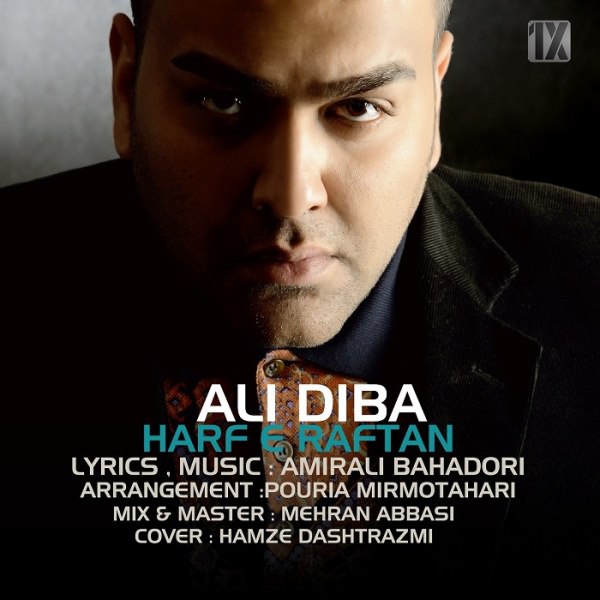 1X
ALI DIBA
HARF E RAFTAN
LYRICS . MUSIC : AMIRALI BAHADORI
ARRANGEMENT :POURIA MIRMOTAHARI
MIX & MASTER : MEHRAN ABBASI
COVER : HAMZE DASHTRAZMI